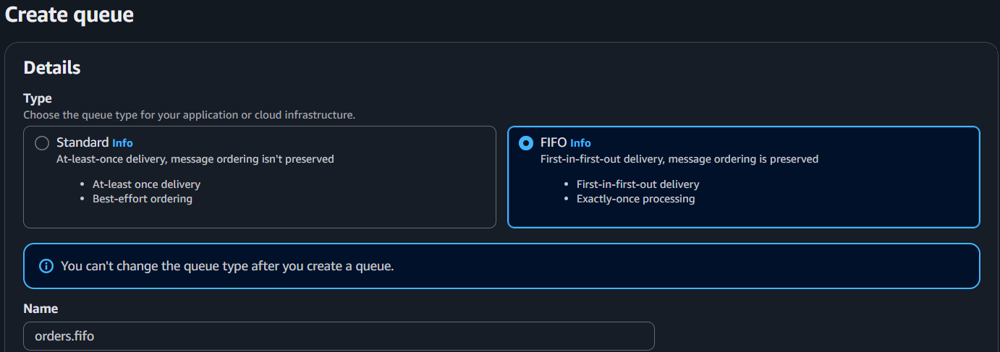 Create queue
Details
Type
Choose the queue type for your application or cloud infrastructure.
Standard Info
At-least-once delivery, message ordering isn't preserved
• At-least once delivery
• Best-effort ordering
FIFO Info
First-in-first-out delivery, message ordering is preserved
• First-in-first-out delivery
• Exactly-once processing
You can't change the queue type after you create a queue.
Name
orders.fifo